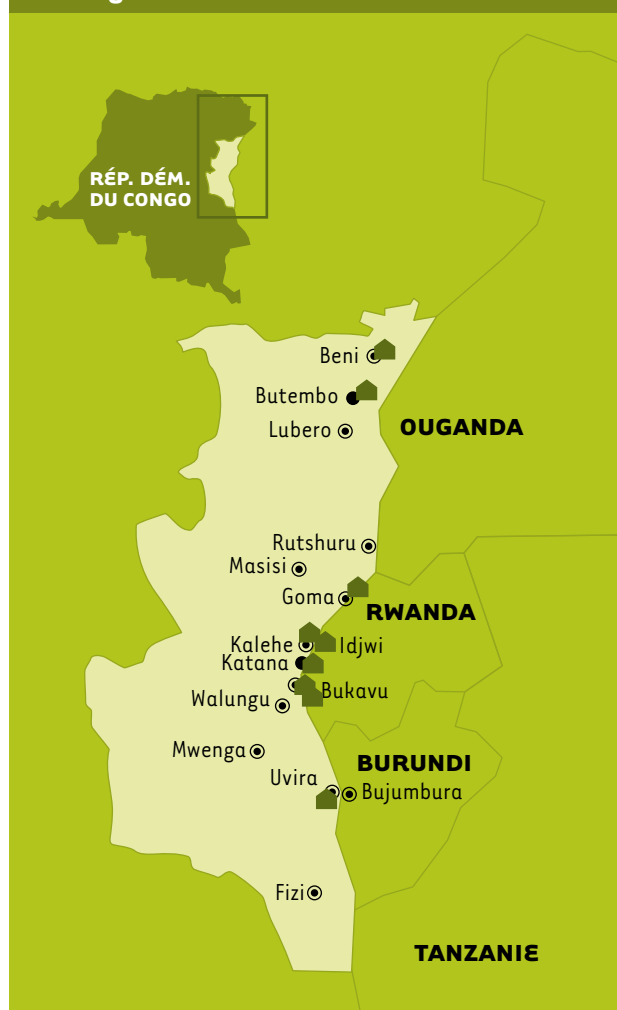 RÉP. DÉM.
DU CONGO
Beni
Butembo
Lubero
OUGANDA
Rutshuru
Masisi
Goma
RWANDA
Kalehe
Idjwi
Katana
Bukavu
Walungu
Mwenga
BURUNDI
Uvira
Bujumbura
Fizi
TANZANIE